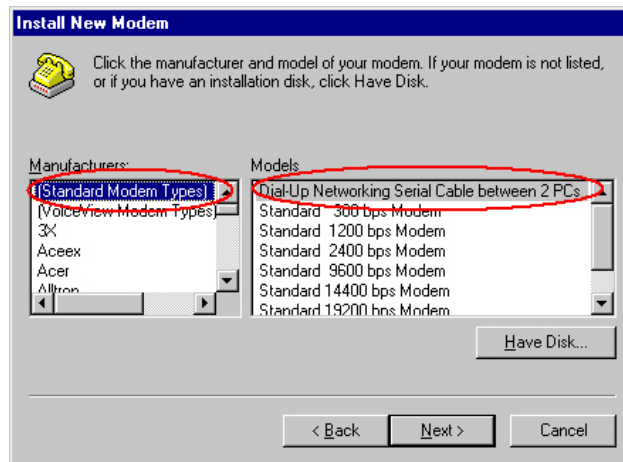 Install New Modem
Click the manufacturer and model of your modem. If your modem is not listed,
or if you have an installation disk, click Have Disk.
Manufacturers:
(Standard Modem Types)
(VoiceView Modem Types)
3X
Aceex
Acer
Alltron
Models
Dial-Up Networking Serial Cable between 2 PCs
Standard   300 bps Modem
Standard  1200 bps Modem
Standard  2400 bps Modem
Standard  9600 bps Modem
Standard 14400 bps Modem
Standard 19200 bps Modem
Have Disk...
< Back
Next >
Cancel